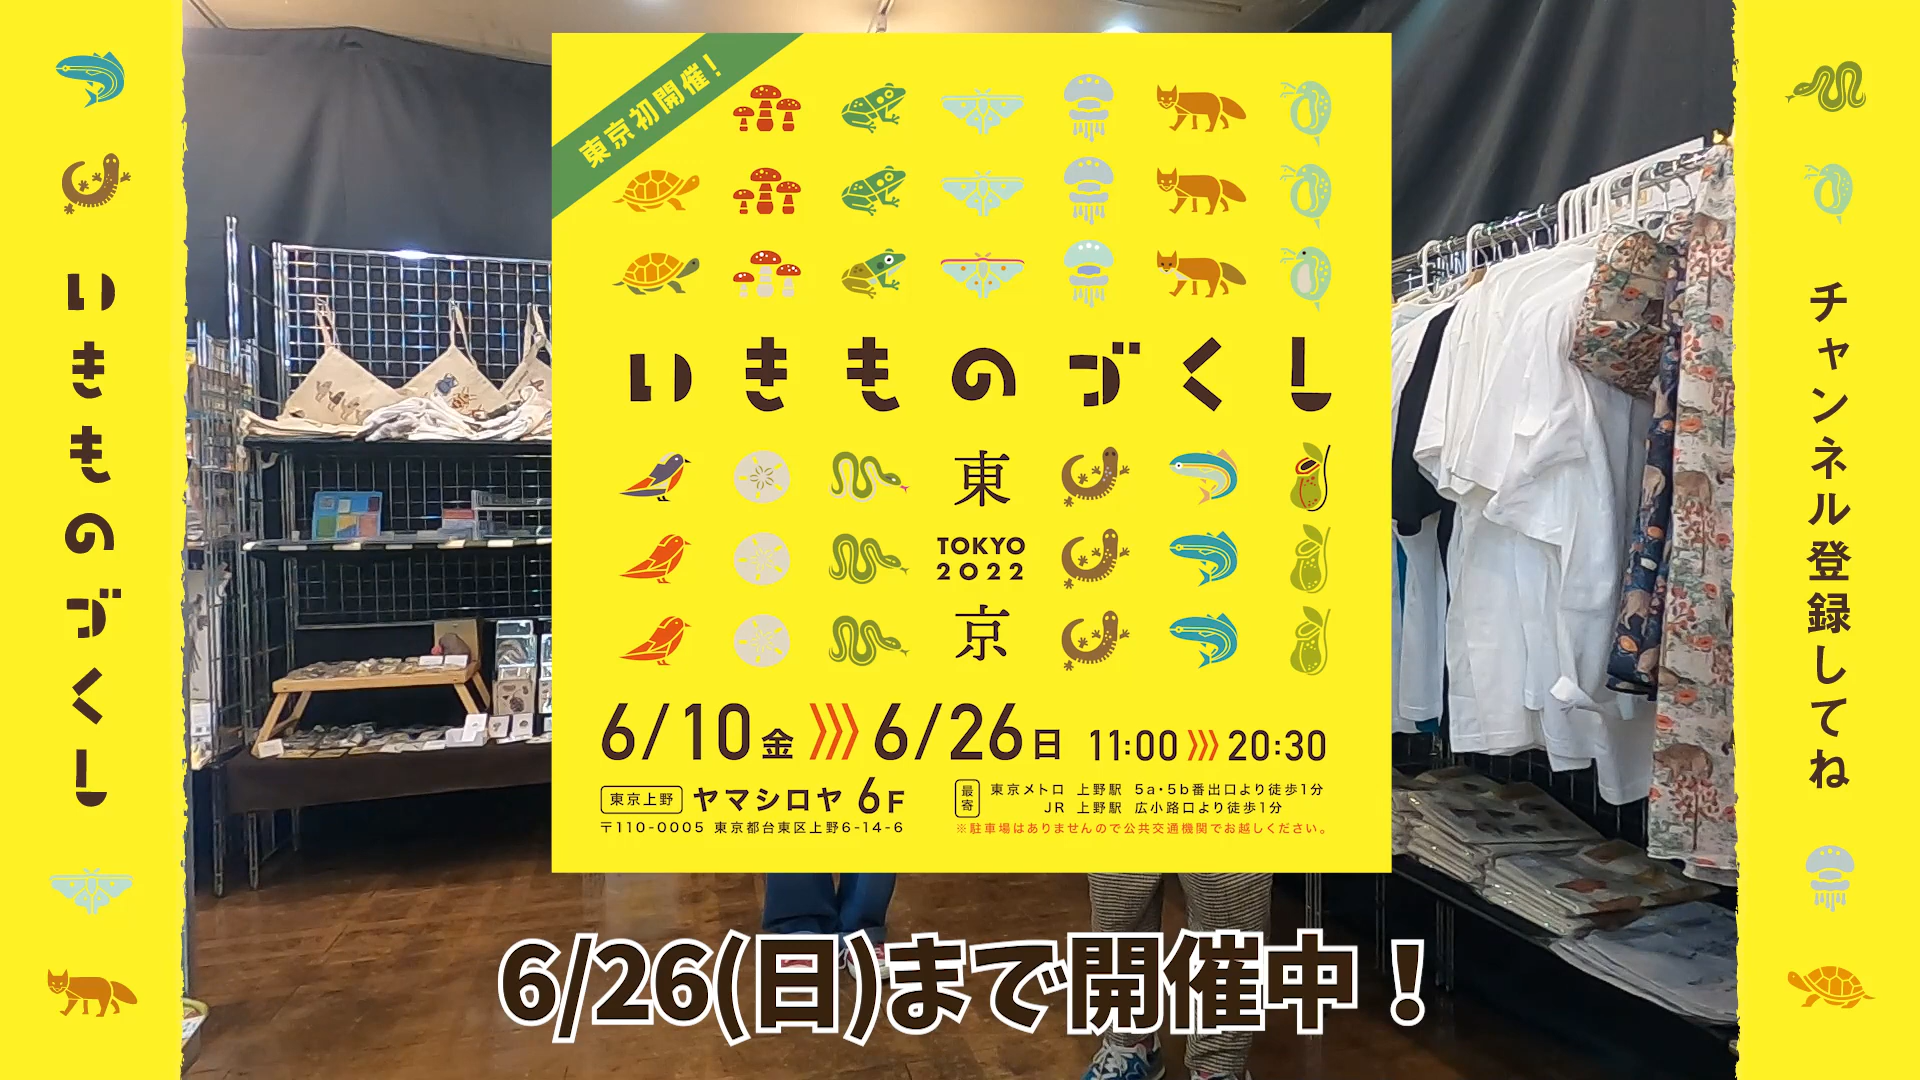 いきものづくし
東京初開催！
いきものづくし
東
TOKYO
2022
京
6/10金 》 6/26日 11:00 》 20:30
東京上野 ヤマシロヤ 6F
〒110-0005 東京都台東区上野6-14-6
最寄 東京メトロ 上野駅 5a・5b番出口より徒歩1分
JR 上野駅 広小路口より徒歩1分
※駐車場はありませんので公共交通機関でお越しください。
6/26(日)まで開催中！
チャンネル登録してね